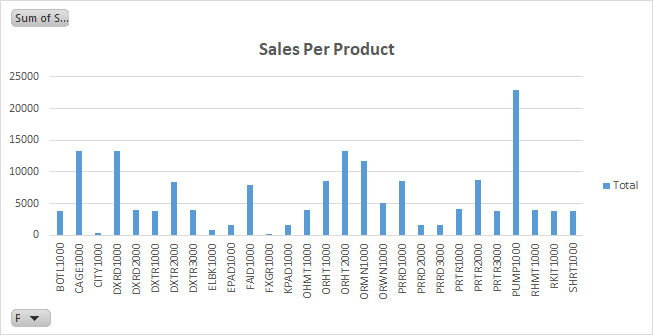 Sum of S...
Sales Per Product
25000
20000
15000
10000
5000
0
BOTL1000
CAGE1000
CITY1000
DXRD1000
DXRD2000
DXTR1000
DXTR2000
DXTR3000
ELBK1000
EPAD1000
FAID1000
FXGR1000
KPAD1000
OHMT1000
ORHT1000
ORHT2000
ORMN1000
ORWN1000
PRRD1000
PRRD2000
PRRD3000
PRTR1000
PRTR2000
PRTR3000
PUMP1000
RHMT1000
RKIT1000
SHRT1000
Total
P